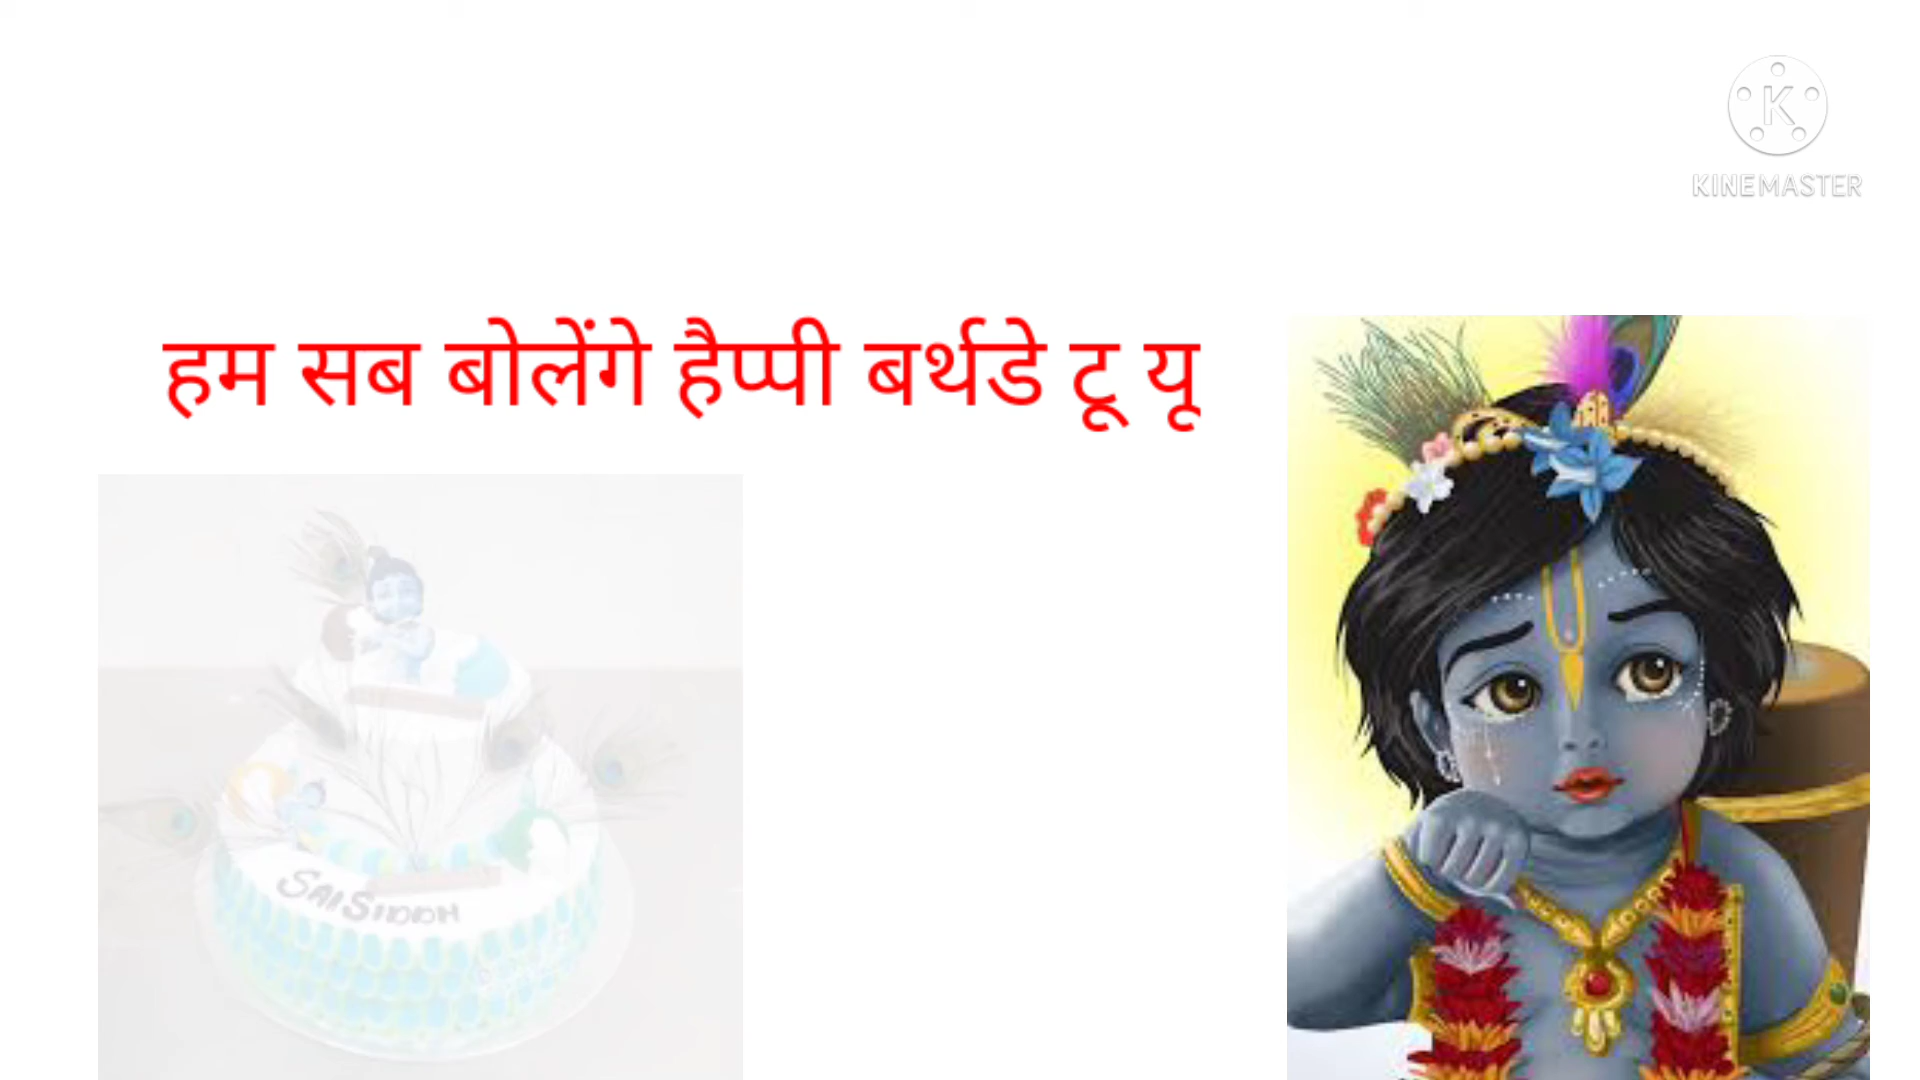 KINEMASTER
हम सब बोलेंगे हैप्पी बर्थडे टू यू
SAI SIDDH